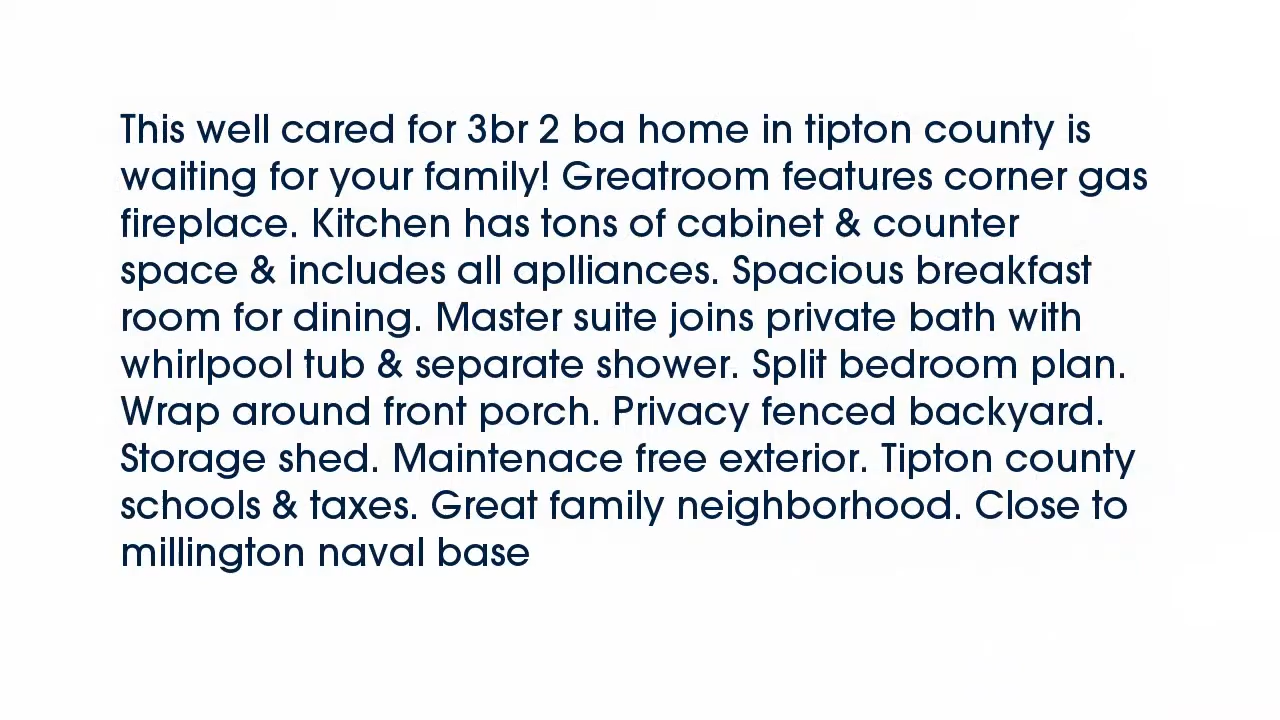 This well cared for 3br 2 ba home in tipton county is
waiting for your family! Greatroom features corner gas
fireplace. Kitchen has tons of cabinet & counter
space & includes all aplliances. Spacious breakfast
room for dining. Master suite joins private bath with
whirlpool tub & separate shower. Split bedroom plan.
Wrap around front porch. Privacy fenced backyard.
Storage shed. Maintenace free exterior. Tipton county
schools & taxes. Great family neighborhood. Close to
millington naval base